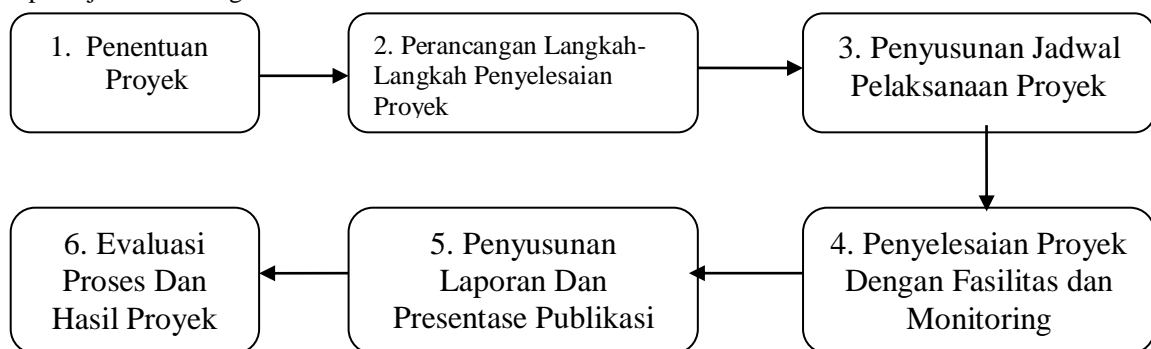 1. Penentuan
Proyek
2. Perancangan Langkah-
Langkah Penyelesaian
Proyek
3. Penyusunan Jadwal
Pelaksanaan Proyek
4. Penyelesaian Proyek
Dengan Fasilitas dan
Monitoring
5. Penyusunan
Laporan Dan
Presentase Publikasi
6. Evaluasi
Proses Dan
Hasil Proyek